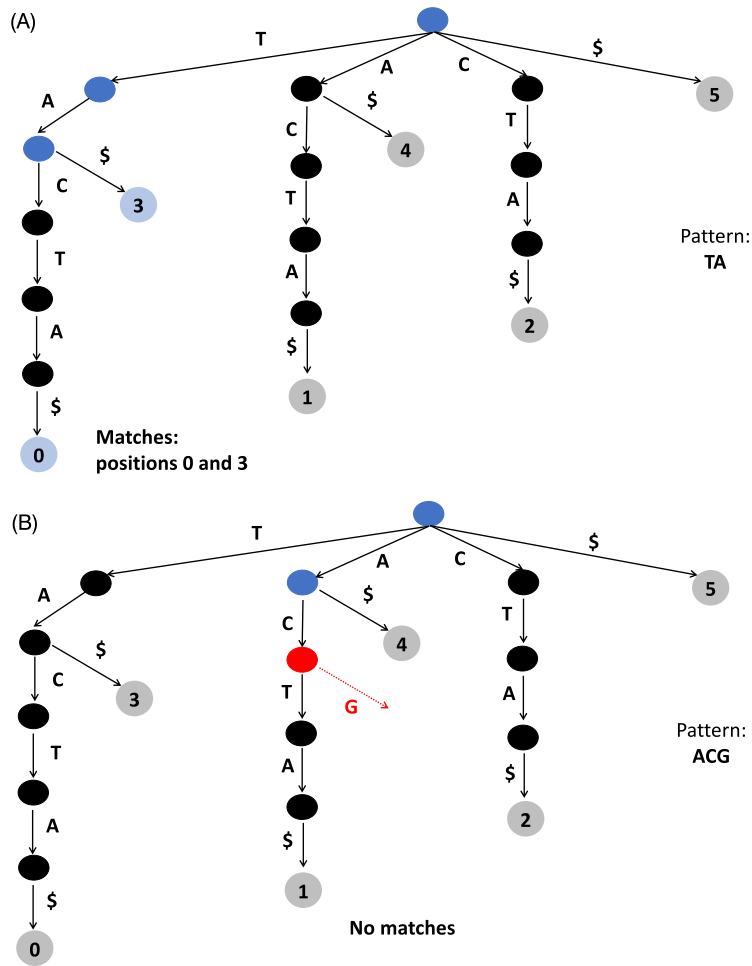 (A)
T
A
C
$
5
A
$
4
C
T
A
$
3
C
T
A
$
1
T
A
$
2
C
T
A
$
0
Pattern:
TA
Matches:
positions 0 and 3
(B)
T
A
C
$
5
A
$
4
C
T
A
$
3
C
G
T
A
$
1
T
A
$
2
C
T
A
$
0
Pattern:
ACG
No matches